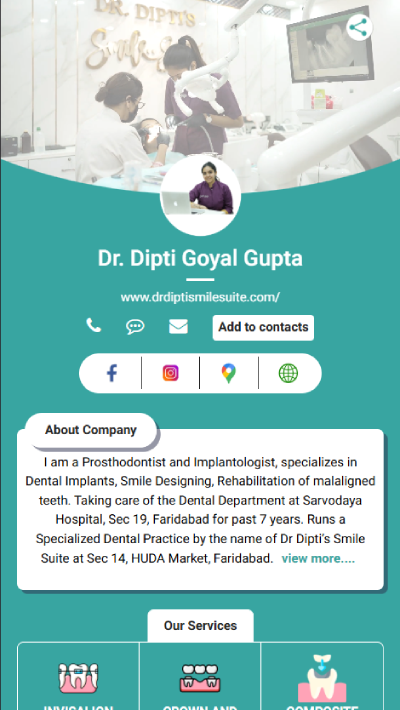 DR. DIPTI'S
Smile Suite
Dr. Dipti Goyal Gupta
www.drdiptismilesuite.com/
Add to contacts
About Company
I am a Prosthodontist and Implantologist, specializes in
Dental Implants, Smile Designing, Rehabilitation of malaligned
teeth. Taking care of the Dental Department at Sarvodaya
Hospital, Sec 19, Faridabad for past 7 years. Runs a
Specialized Dental Practice by the name of Dr Dipti's Smile
Suite at Sec 14, HUDA Market, Faridabad. view more....
Our Services
INVISALIGN
CROWN AND
COMPOSITE